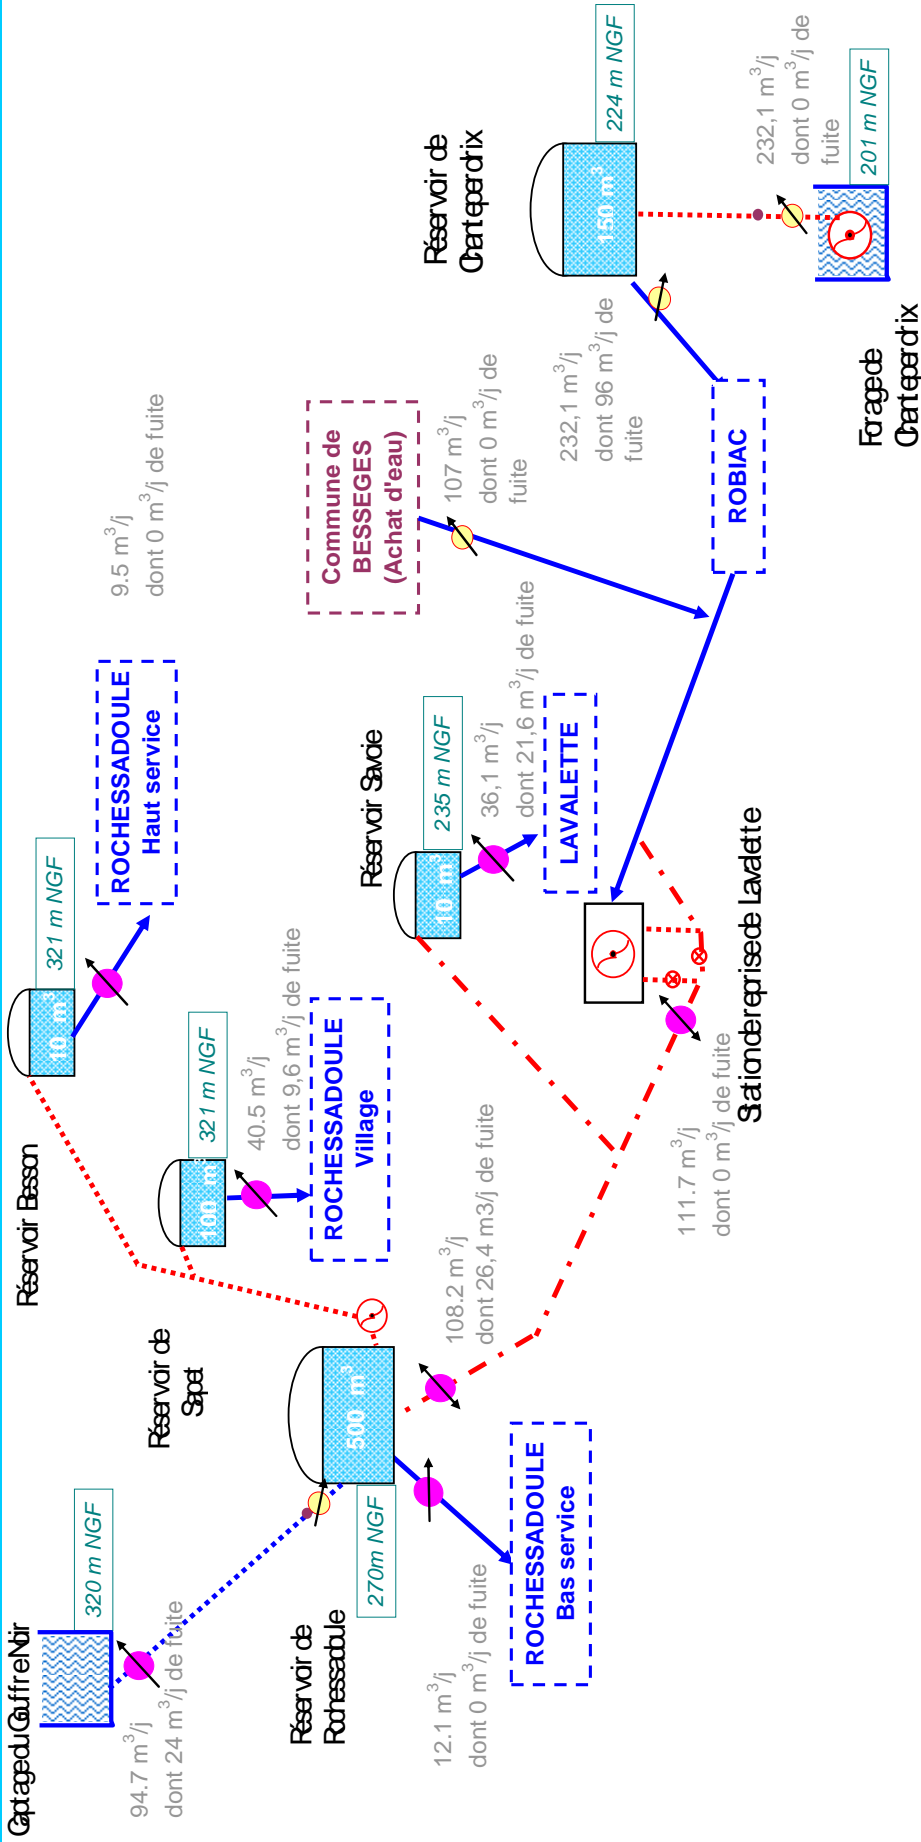 Captage du Gouffre Noir
320 m NGF
94.7 m³/j
dont 24 m³/j de fuite
Réservoir de
Sapet
Réservoir Besson
10 m³
321 m NGF
ROCHESSADOULE
Haut service
9.5 m³/j
dont 0 m³/j de fuite
100 m³
321 m NGF
40.5 m³/j
dont 9,6 m³/j de fuite
ROCHESSADOULE
Village
Réservoir de
Rochessadoule
500 m³
270m NGF
12.1 m³/j
dont 0 m³/j de fuite
ROCHESSADOULE
Bas service
108.2 m³/j
dont 26,4 m3/j de fuite
Réservoir Savoie
10 m³
235 m NGF
36,1 m³/j
dont 21,6 m³/j de fuite
LAVALETTE
111.7 m³/j
dont 0 m³/j de fuite
Station de reprise de Lavalette
Commune de
BESSEGES
(Achat d'eau)
107 m³/j
dont 0 m³/j de
fuite
ROBIAC
232,1 m³/j
dont 96 m³/j de
fuite
Réservoir de
Chanteperdrix
150 m³
224 m NGF
232,1 m³/j
dont 0 m³/j de
fuite
201 m NGF
Forage de
Chanteperdrix